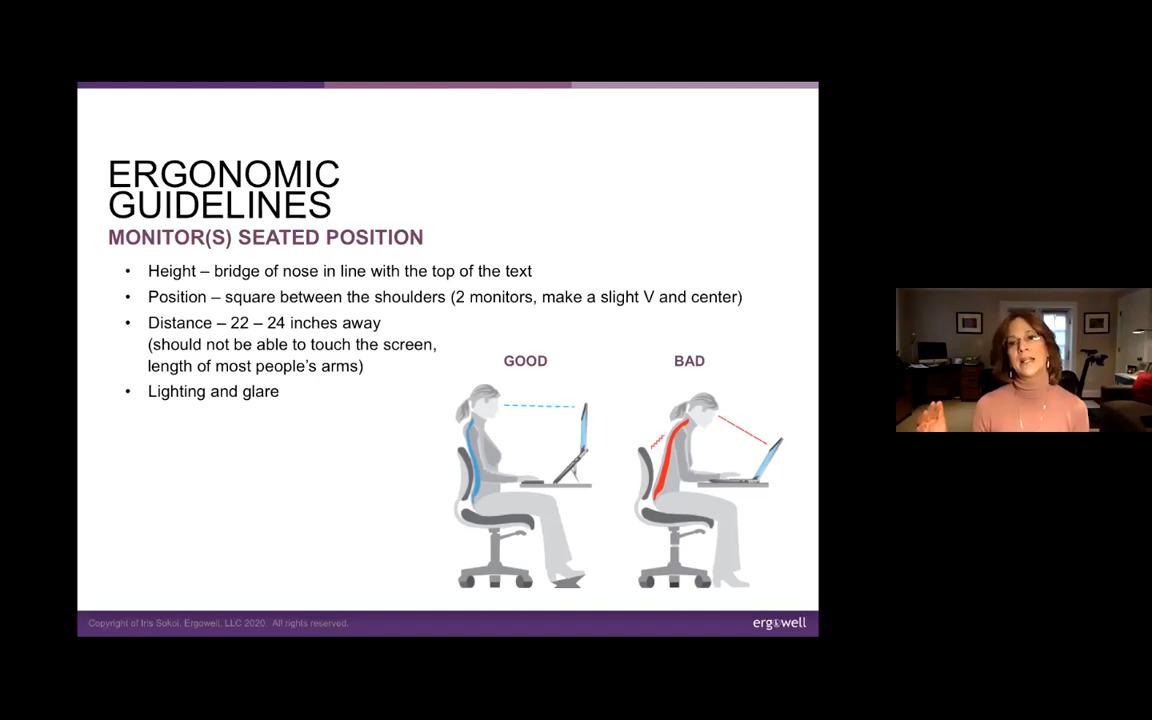 ERGONOMIC
GUIDELINES
MONITOR(S) SEATED POSITION
• Height – bridge of nose in line with the top of the text
• Position – square between the shoulders (2 monitors, make a slight V and center)
• Distance – 22 – 24 inches away
(should not be able to touch the screen,
length of most people's arms)
• Lighting and glare
GOOD
BAD
Copyright of Iris Sokol. Ergowell, LLC 2020. All rights reserved.
ergowell